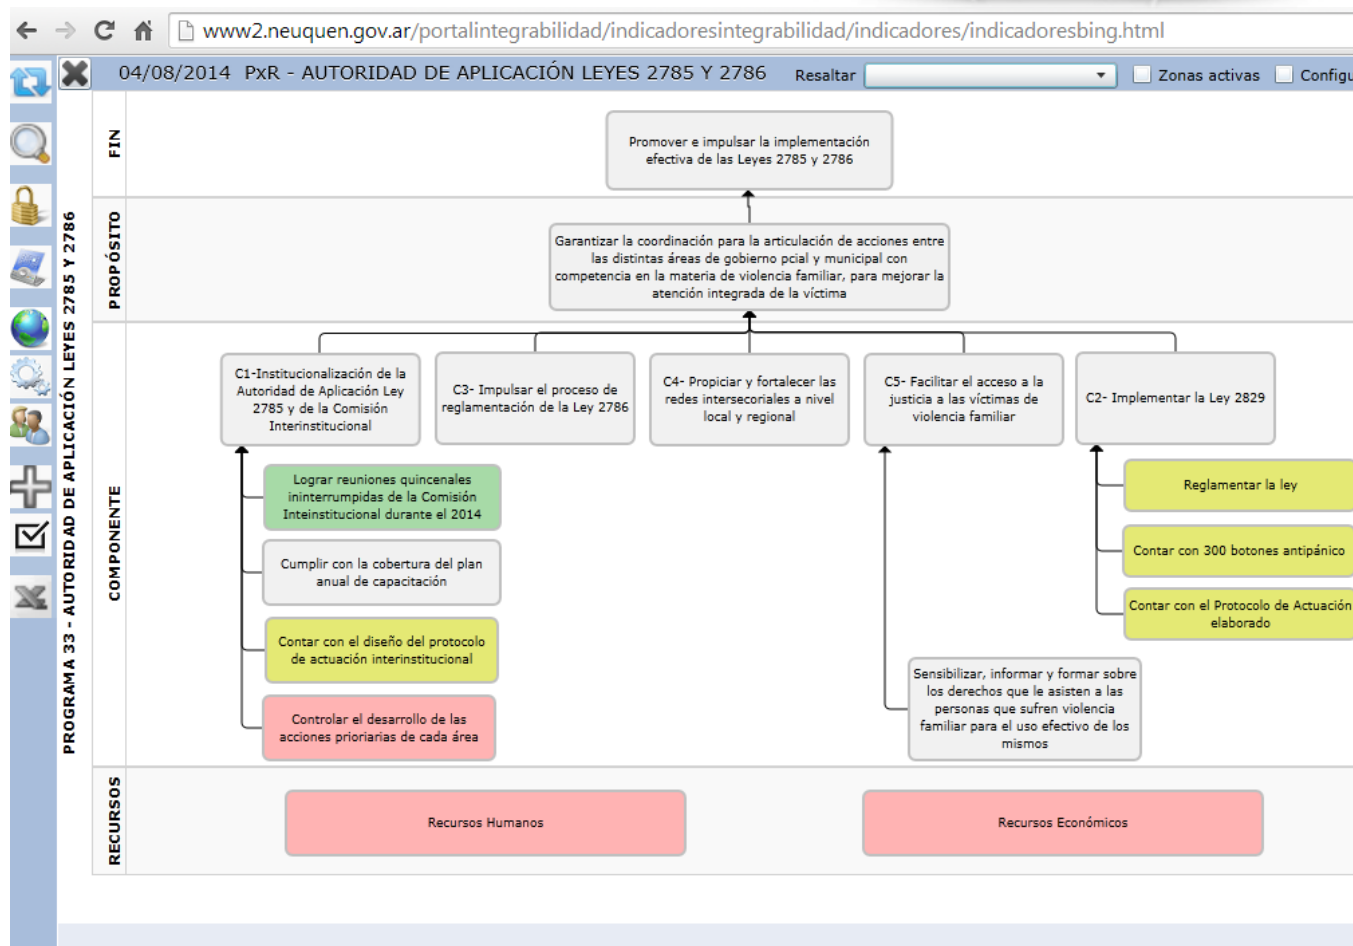 www2.neuquen.gov.ar/portalintegrabilidad/indicadoresintegrabilidad/indicadores/indicadoresbing.html
04/08/2014 PxR - AUTORIDAD DE APLICACIÓN LEYES 2785 Y 2786
Resaltar
Zonas activas
Configu
PROGRAMA 33 - AUTORIDAD DE APLICACIÓN LEYES 2785 Y 2786
FIN
Promover e impulsar la implementación
efectiva de las Leyes 2785 y 2786
PROPÓSITO
Garantizar la coordinación para la articulación de acciones entre
las distintas áreas de gobierno pcial y municipal con
competencia en la materia de violencia familiar, para mejorar la
atención integrada de la víctima
COMPONENTE
C1-Institucionalización de la
Autoridad de Aplicación Ley
2785 y de la Comisión
Interinstitucional
C3- Impulsar el proceso de
reglamentación de la Ley 2786
C4- Propiciar y fortalecer las
redes intersecoriales a nivel
local y regional
C5- Facilitar el acceso a la
justicia a las víctimas de
violencia familiar
C2- Implementar la Ley 2829
Lograr reuniones quincenales
ininterrumpidas de la Comisión
Inteinstitucional durante el 2014
Cumplir con la cobertura del plan
anual de capacitación
Contar con el diseño del protocolo
de actuación interinstitucional
Controlar el desarrollo de las
acciones prioriarias de cada área
Reglamentar la ley
Contar con 300 botones antipánico
Contar con el Protocolo de Actuación
elaborado
Sensibilizar, informar y formar sobre
los derechos que le asisten a las
personas que sufren violencia
familiar para el uso efectivo de los
mismos
RECURSOS
Recursos Humanos
Recursos Económicos